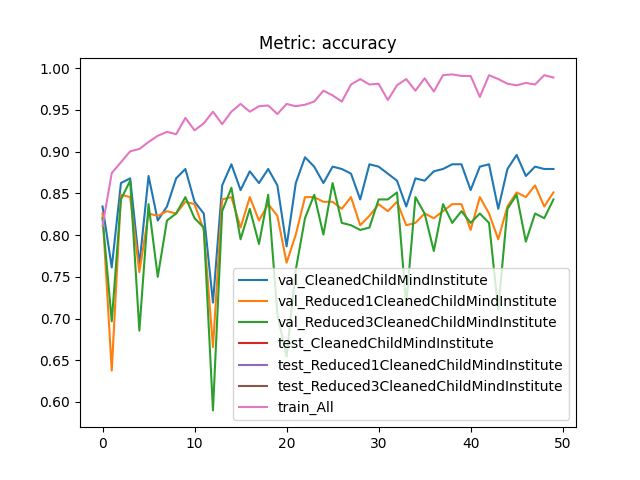 Metric: accuracy
1.00
0.95
0.90
0.85
0.80
0.75
0.70
0.65
0.60
0
10
20
30
40
50
val_CleanedChildMindInstitute
val_Reduced1CleanedChildMindInstitute
val_Reduced3CleanedChildMindInstitute
test_CleanedChildMindInstitute
test_Reduced1CleanedChildMindInstitute
test_Reduced3CleanedChildMindInstitute
train_All